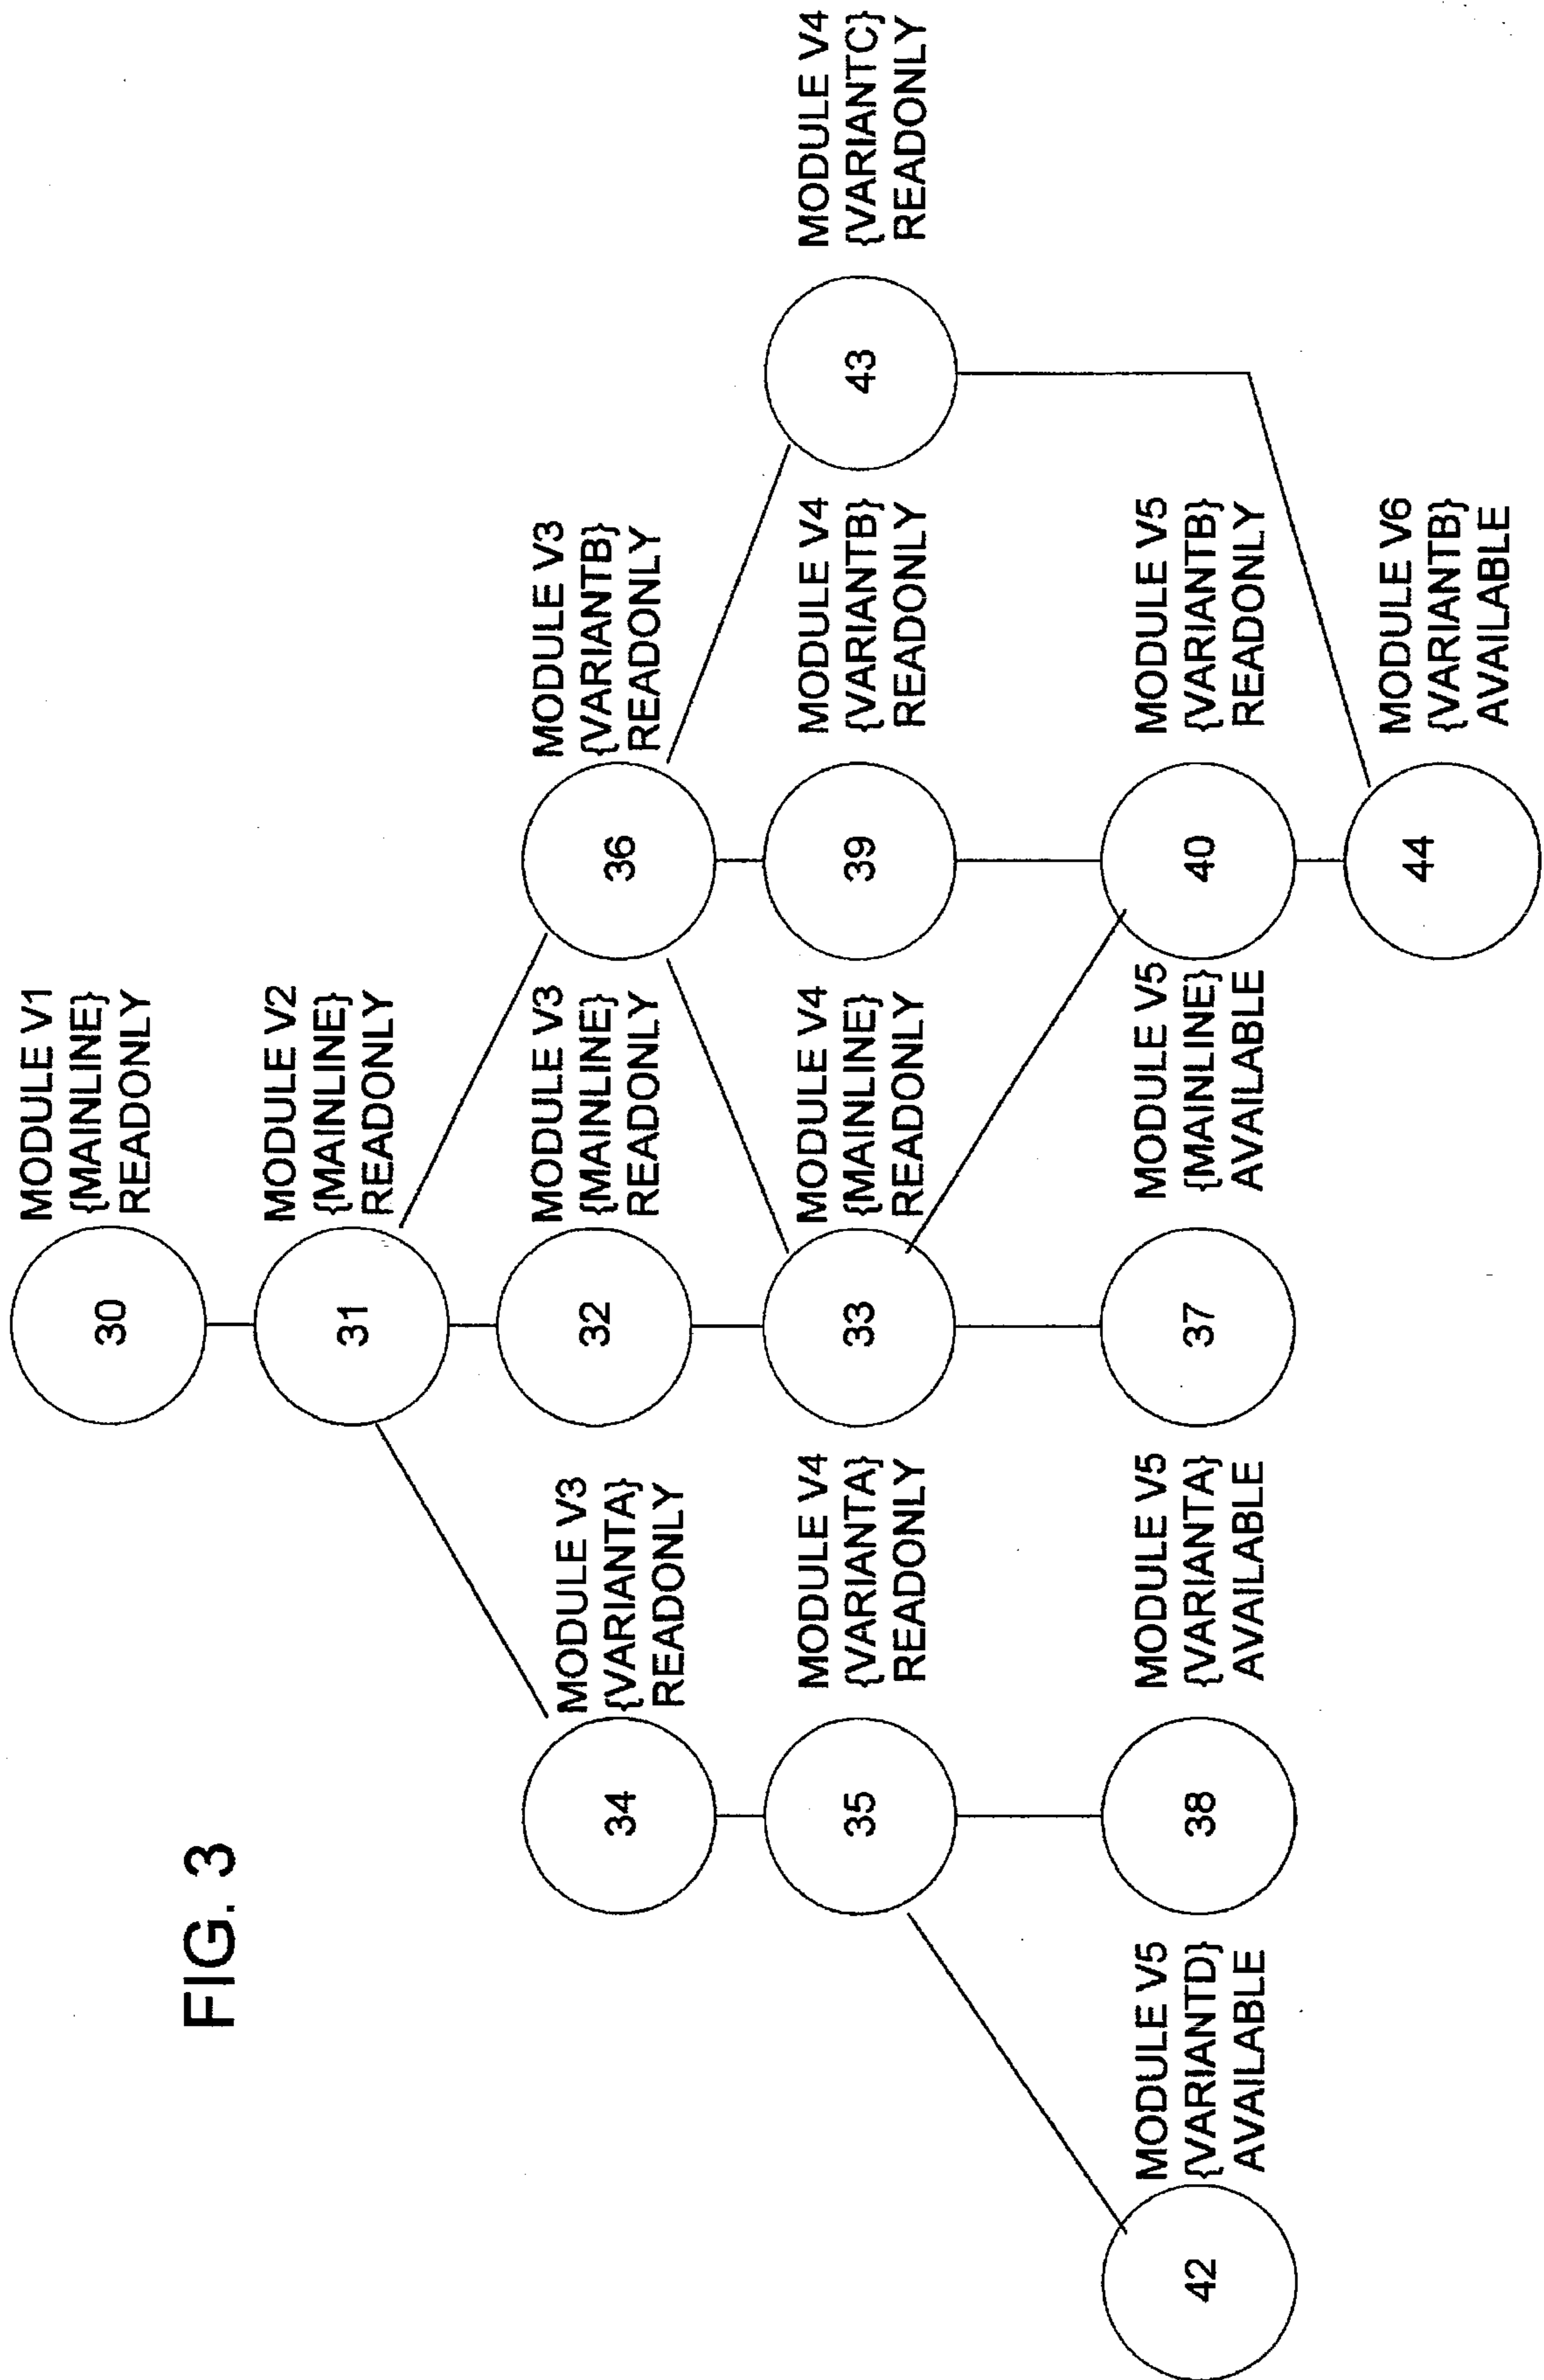 FIG. 3
30
MODULE V1
{MAINLINE}
READONLY
31
MODULE V2
{MAINLINE}
READONLY
34
MODULE V3
{VARIANTA}
READONLY
32
MODULE V3
{MAINLINE}
READONLY
36
MODULE V3
{VARIANTB}
READONLY
35
MODULE V4
{VARIANTA}
READONLY
33
MODULE V4
{MAINLINE}
READONLY
39
MODULE V4
{VARIANTB}
READONLY
43
MODULE V4
{VARIANTC}
READONLY
42
MODULE V5
{VARIANTD}
AVAILABLE
38
MODULE V5
{VARIANTA}
AVAILABLE
37
MODULE V5
{MAINLINE}
AVAILABLE
40
MODULE V5
{VARIANTB}
READONLY
44
MODULE V6
{VARIANTB}
AVAILABLE